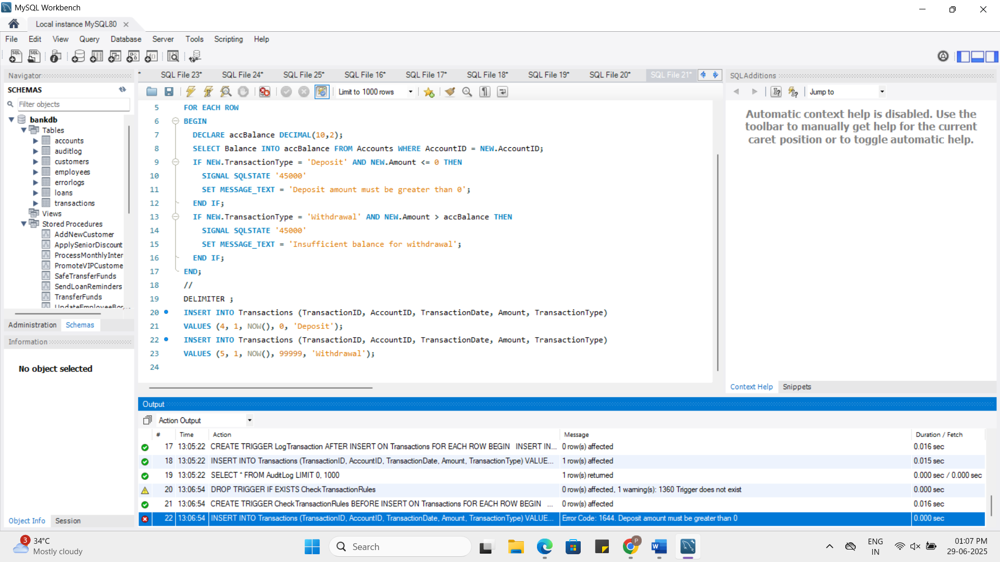 MySQL Workbench
Local instance MySQL80
File Edit View Query Database Server Tools Scripting Help
Navigator
SCHEMAS
Filter objects
bankdb
Tables
accounts
auditlog
customers
employees
errorlogs
loans
transactions
Views
Stored Procedures
AddNewCustomer
ApplySeniorDiscount
ProcessMonthlyInter
PromoteVIPCustome
SafeTransferFunds
SendLoanReminders
TransferFunds
UpdateEmployeeBon
Administration Schemas
Information
No object selected
Object Info Session
* SQL File 23* SQL File 24* SQL File 25* SQL File 16* SQL File 17* SQL File 18* SQL File 19* SQL File 20* SQL File 21*
Limit to 1000 rows
5 FOR EACH ROW
6 BEGIN
7 DECLARE accBalance DECIMAL(10,2);
8 SELECT Balance INTO accBalance FROM Accounts WHERE AccountID = NEW.AccountID;
9 IF NEW.TransactionType = 'Deposit' AND NEW.Amount <= 0 THEN
10 SIGNAL SQLSTATE '45000'
11 SET MESSAGE_TEXT = 'Deposit amount must be greater than 0';
12 END IF;
13 IF NEW.TransactionType = 'Withdrawal' AND NEW.Amount > accBalance THEN
14 SIGNAL SQLSTATE '45000'
15 SET MESSAGE_TEXT = 'Insufficient balance for withdrawal';
16 END IF;
17 END;
18 //
19 DELIMITER ;
20 INSERT INTO Transactions (TransactionID, AccountID, TransactionDate, Amount, TransactionType)
21 VALUES (4, 1, NOW(), 0, 'Deposit');
22 INSERT INTO Transactions (TransactionID, AccountID, TransactionDate, Amount, TransactionType)
23 VALUES (5, 1, NOW(), 99999, 'Withdrawal');
24
SQLAdditions
Jump to
Automatic context help is disabled. Use the
toolbar to manually get help for the current
caret position or to toggle automatic help.
Context Help Snippets
Output
Action Output
# Time Action Message Duration / Fetch
17 13:05:22 CREATE TRIGGER LogTransaction AFTER INSERT ON Transactions FOR EACH ROW BEGIN INSERT IN... 0 row(s) affected 0.016 sec
18 13:05:22 INSERT INTO Transactions (TransactionID, AccountID, TransactionDate, Amount, TransactionType) VALUE... 1 row(s) affected 0.015 sec
19 13:05:22 SELECT * FROM AuditLog LIMIT 0, 1000 1 row(s) returned 0.000 sec / 0.000 sec
20 13:06:54 DROP TRIGGER IF EXISTS CheckTransactionRules 0 row(s) affected, 1 warning(s): 1360 Trigger does not exist 0.000 sec
21 13:06:54 CREATE TRIGGER CheckTransactionRules BEFORE INSERT ON Transactions FOR EACH ROW BEGIN ... 0 row(s) affected 0.016 sec
22 13:06:54 INSERT INTO Transactions (TransactionID, AccountID, TransactionDate, Amount, TransactionType) VALUE... Error Code: 1644. Deposit amount must be greater than 0 0.000 sec
3
34°C
Mostly cloudy
Search
P
ENG
IN
01:07 PM
29-06-2025